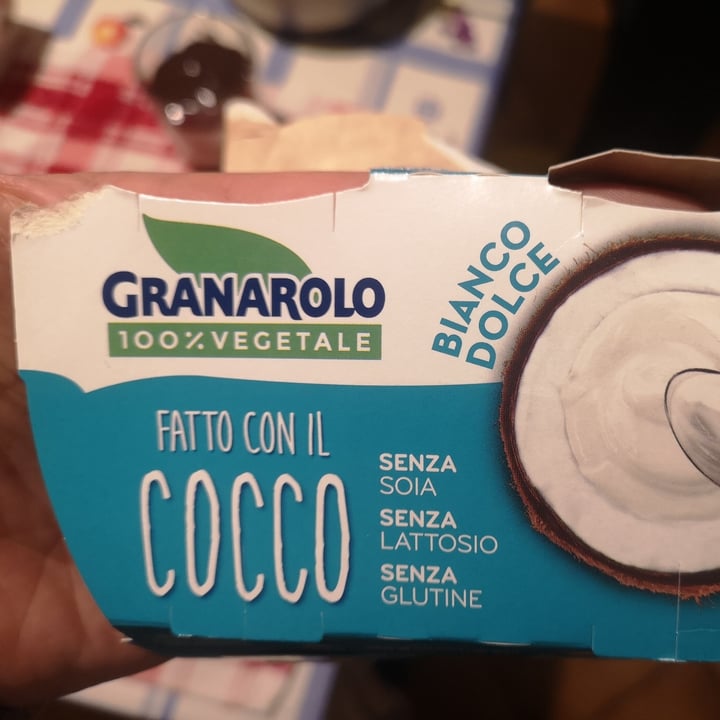 GRANAROLO
100% VEGETALE
BIANCO
DOLCE
FATTO CON IL
COCCO
SENZA
SOIA
SENZA
LATTOSIO
SENZA
GLUTINE